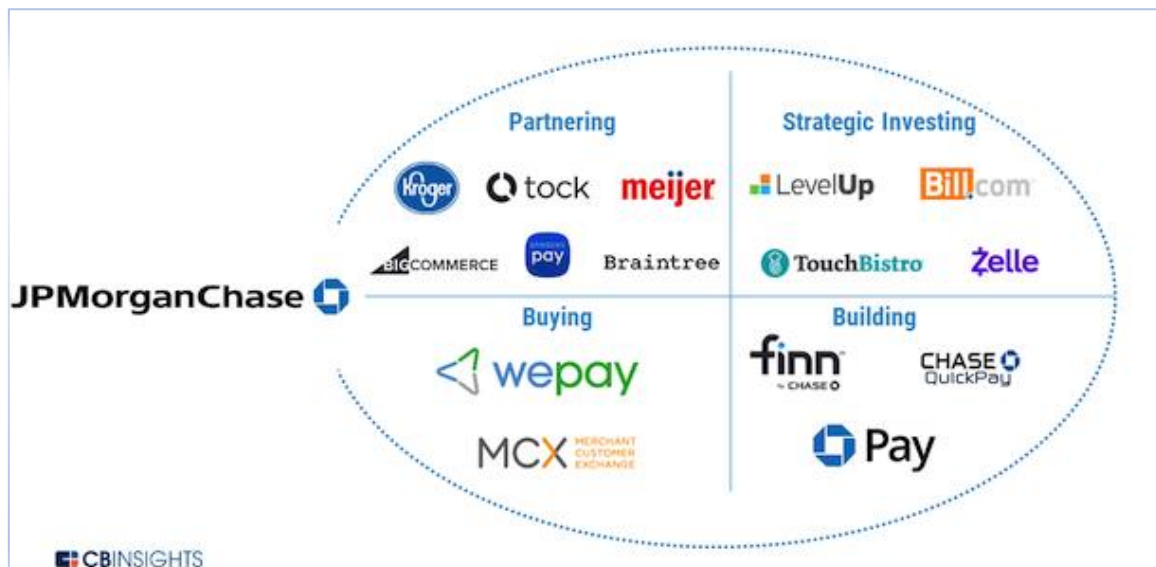 Partnering
Strategic Investing
Kroger
tock
meijer
LevelUp
Bill.com
BIGCOMMERCE
SAMSUNG
pay
Braintree
TouchBistro
Zelle
JPMorganChase
Buying
Building
wepay
finn
by CHASE
CHASE
QuickPay
MCX
MERCHANT
CUSTOMER
EXCHANGE
Pay
CBINSIGHTS